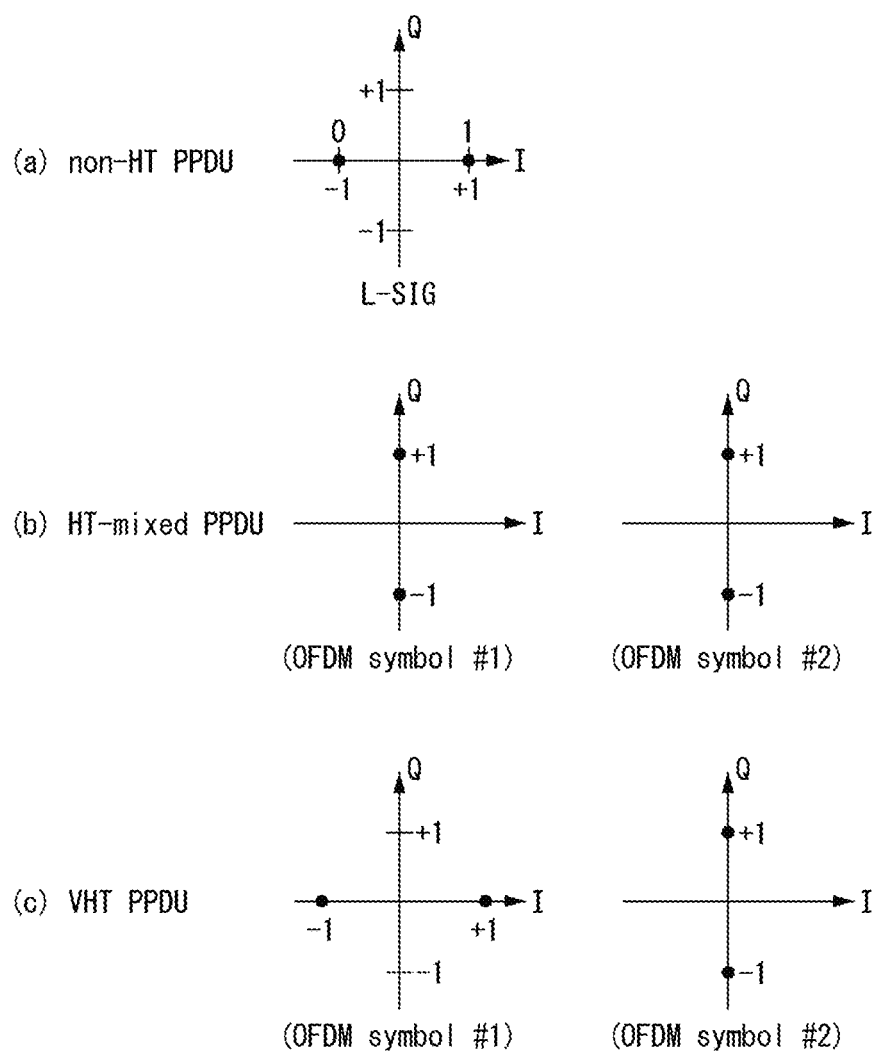 Q
+1
0 1
(a) non-HT PPDU I
-1 +1
-1
L-SIG
Q Q
+1 +1
(b) HT-mixed PPDU I I
-1 -1
(OFDM symbol #1) (OFDM symbol #2)
Q Q
+1 +1
(c) VHT PPDU I I
-1 +1
-1 -1
(OFDM symbol #1) (OFDM symbol #2)